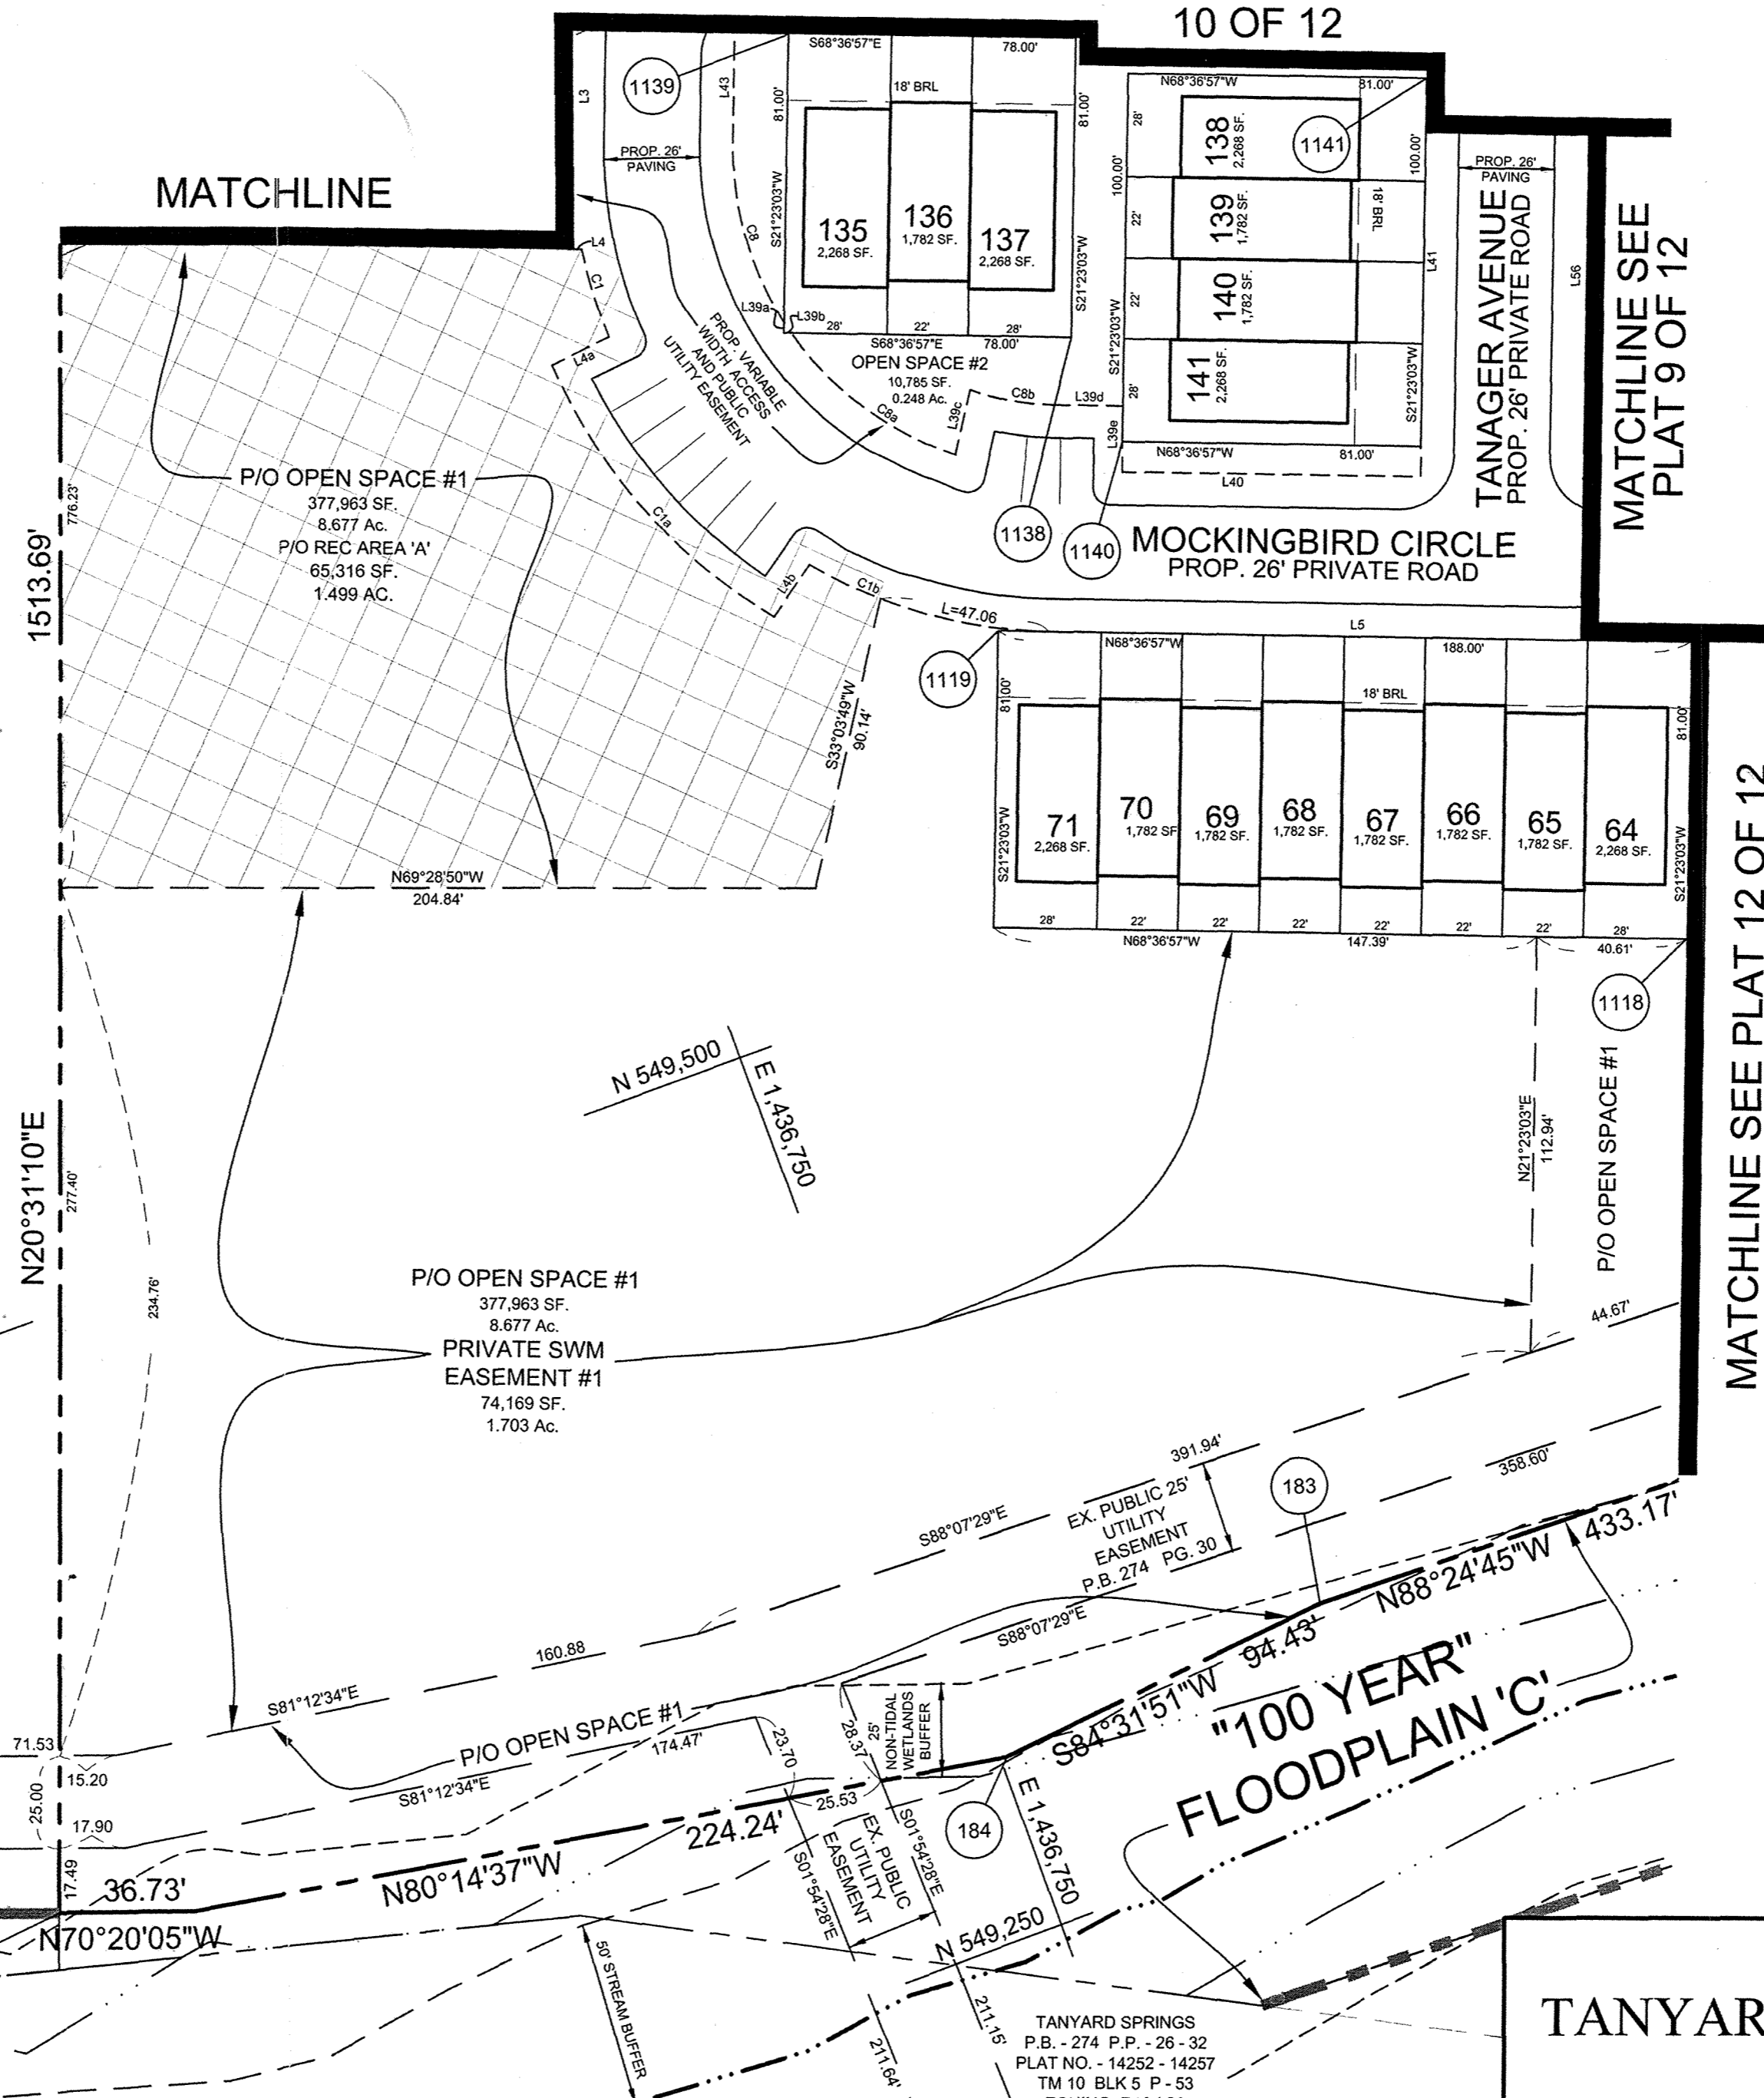 10 OF 12
MATCHLINE
MATCHLINE SEE
PLAT 9 OF 12
MATCHLINE SEE PLAT 12 OF 12
1139
L3
L43
PROP. 26'
PAVING
S68°36'57"E
78.00'
18' BRL
81.00'
81.00'
S21°23'03"W
S21°23'03"W
135
2,268 SF.
136
1,782 SF.
137
2,268 SF.
C8
L39a
L39b
28'
22'
28'
S68°36'57"E
78.00'
OPEN SPACE #2
10,785 SF.
0.248 Ac.
C8a
L39c
C8b
L39d
L39e
N68°36'57"W
81.00'
1141
28'
22'
22'
28'
100.00'
100.00'
138
2,268 SF.
139
1,782 SF.
140
1,782 SF.
141
2,268 SF.
18' BRL
L41
S21°23'03"W
S21°23'03"W
N68°36'57"W
81.00'
L40
PROP. 26'
PAVING
TANAGER AVENUE
PROP. 26' PRIVATE ROAD
L56
L4
C1
L4a
C1a
L4b
C1b
PROP. VARIABLE
WIDTH ACCESS
AND PUBLIC
UTILITY EASEMENT
1138
1140
MOCKINGBIRD CIRCLE
PROP. 26' PRIVATE ROAD
P/O OPEN SPACE #1
377,963 SF.
8.677 Ac.
P/O REC AREA 'A'
65,316 SF.
1.499 AC.
776.23'
1513.69'
L=47.06
L5
1119
N68°36'57"W
188.00'
18' BRL
81.00'
81.00'
S21°23'03"W
S21°23'03"W
71
2,268 SF.
70
1,782 SF
69
1,782 SF.
68
1,782 SF.
67
1,782 SF.
66
1,782 SF.
65
1,782 SF.
64
2,268 SF.
28'
22'
22'
22'
22'
22'
22'
28'
N68°36'57"W
147.39'
40.61'
1118
S33°03'49"W
90.14'
N69°28'50"W
204.84'
N 549,500
E 1,436,750
N21°23'03"E
112.94'
P/O OPEN SPACE #1
N20°31'10"E
277.40'
234.76'
P/O OPEN SPACE #1
377,963 SF.
8.677 Ac.
PRIVATE SWM
EASEMENT #1
74,169 SF.
1.703 Ac.
44.67'
391.94'
358.60'
183
S88°07'29"E
EX. PUBLIC 25'
UTILITY
EASEMENT
P.B. 274 PG. 30
433.17'
N88°24'45"W
S88°07'29"E
160.88
S81°12'34"E
P/O OPEN SPACE #1
174.47'
S81°12'34"E
23.70
28.37
25'
NON-TIDAL
WETLANDS
BUFFER
94.43'
S84°31'51"W
"100 YEAR"
FLOODPLAIN 'C'
71.53
15.20
25.00
17.90
17.49
36.73'
N70°20'05"W
N80°14'37"W
224.24'
25.53
184
S01°54'28"E
EX. PUBLIC
UTILITY
EASEMENT
S01°54'28"E
E 1,436,750
N 549,250
50' STREAM BUFFER
211.15'
211.64'
TANYARD SPRINGS
P.B. - 274 P.P. - 26 - 32
PLAT NO. - 14252 - 14257
TM 10 BLK 5 P - 53
TANYAR